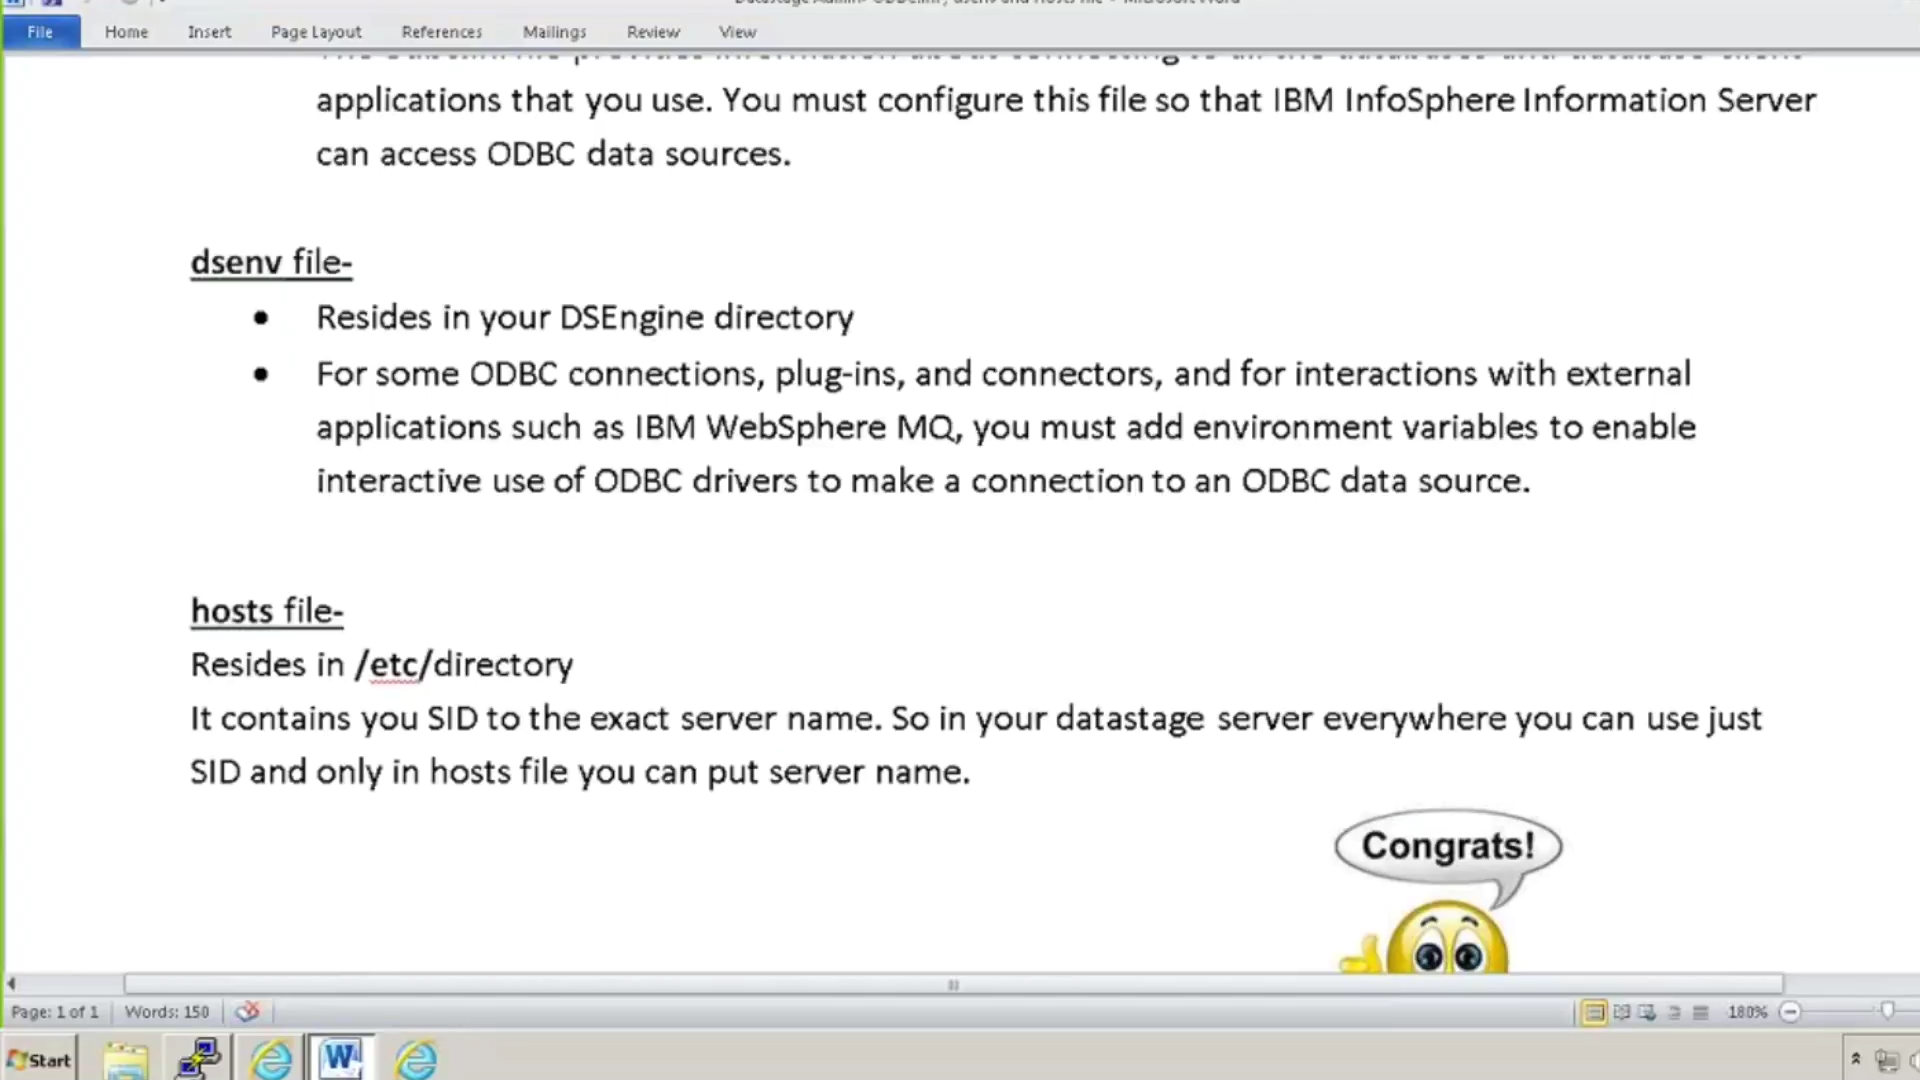 File Home Insert Page Layout References Mailings Review View
applications that you use. You must configure this file so that IBM InfoSphere Information Server
can access ODBC data sources.
dsenv file-
• Resides in your DSEngine directory
• For some ODBC connections, plug-ins, and connectors, and for interactions with external
applications such as IBM WebSphere MQ, you must add environment variables to enable
interactive use of ODBC drivers to make a connection to an ODBC data source.
hosts file-
Resides in /etc/directory
It contains you SID to the exact server name. So in your datastage server everywhere you can use just
SID and only in hosts file you can put server name.
Congrats!
Page: 1 of 1 Words: 150 180%
Start